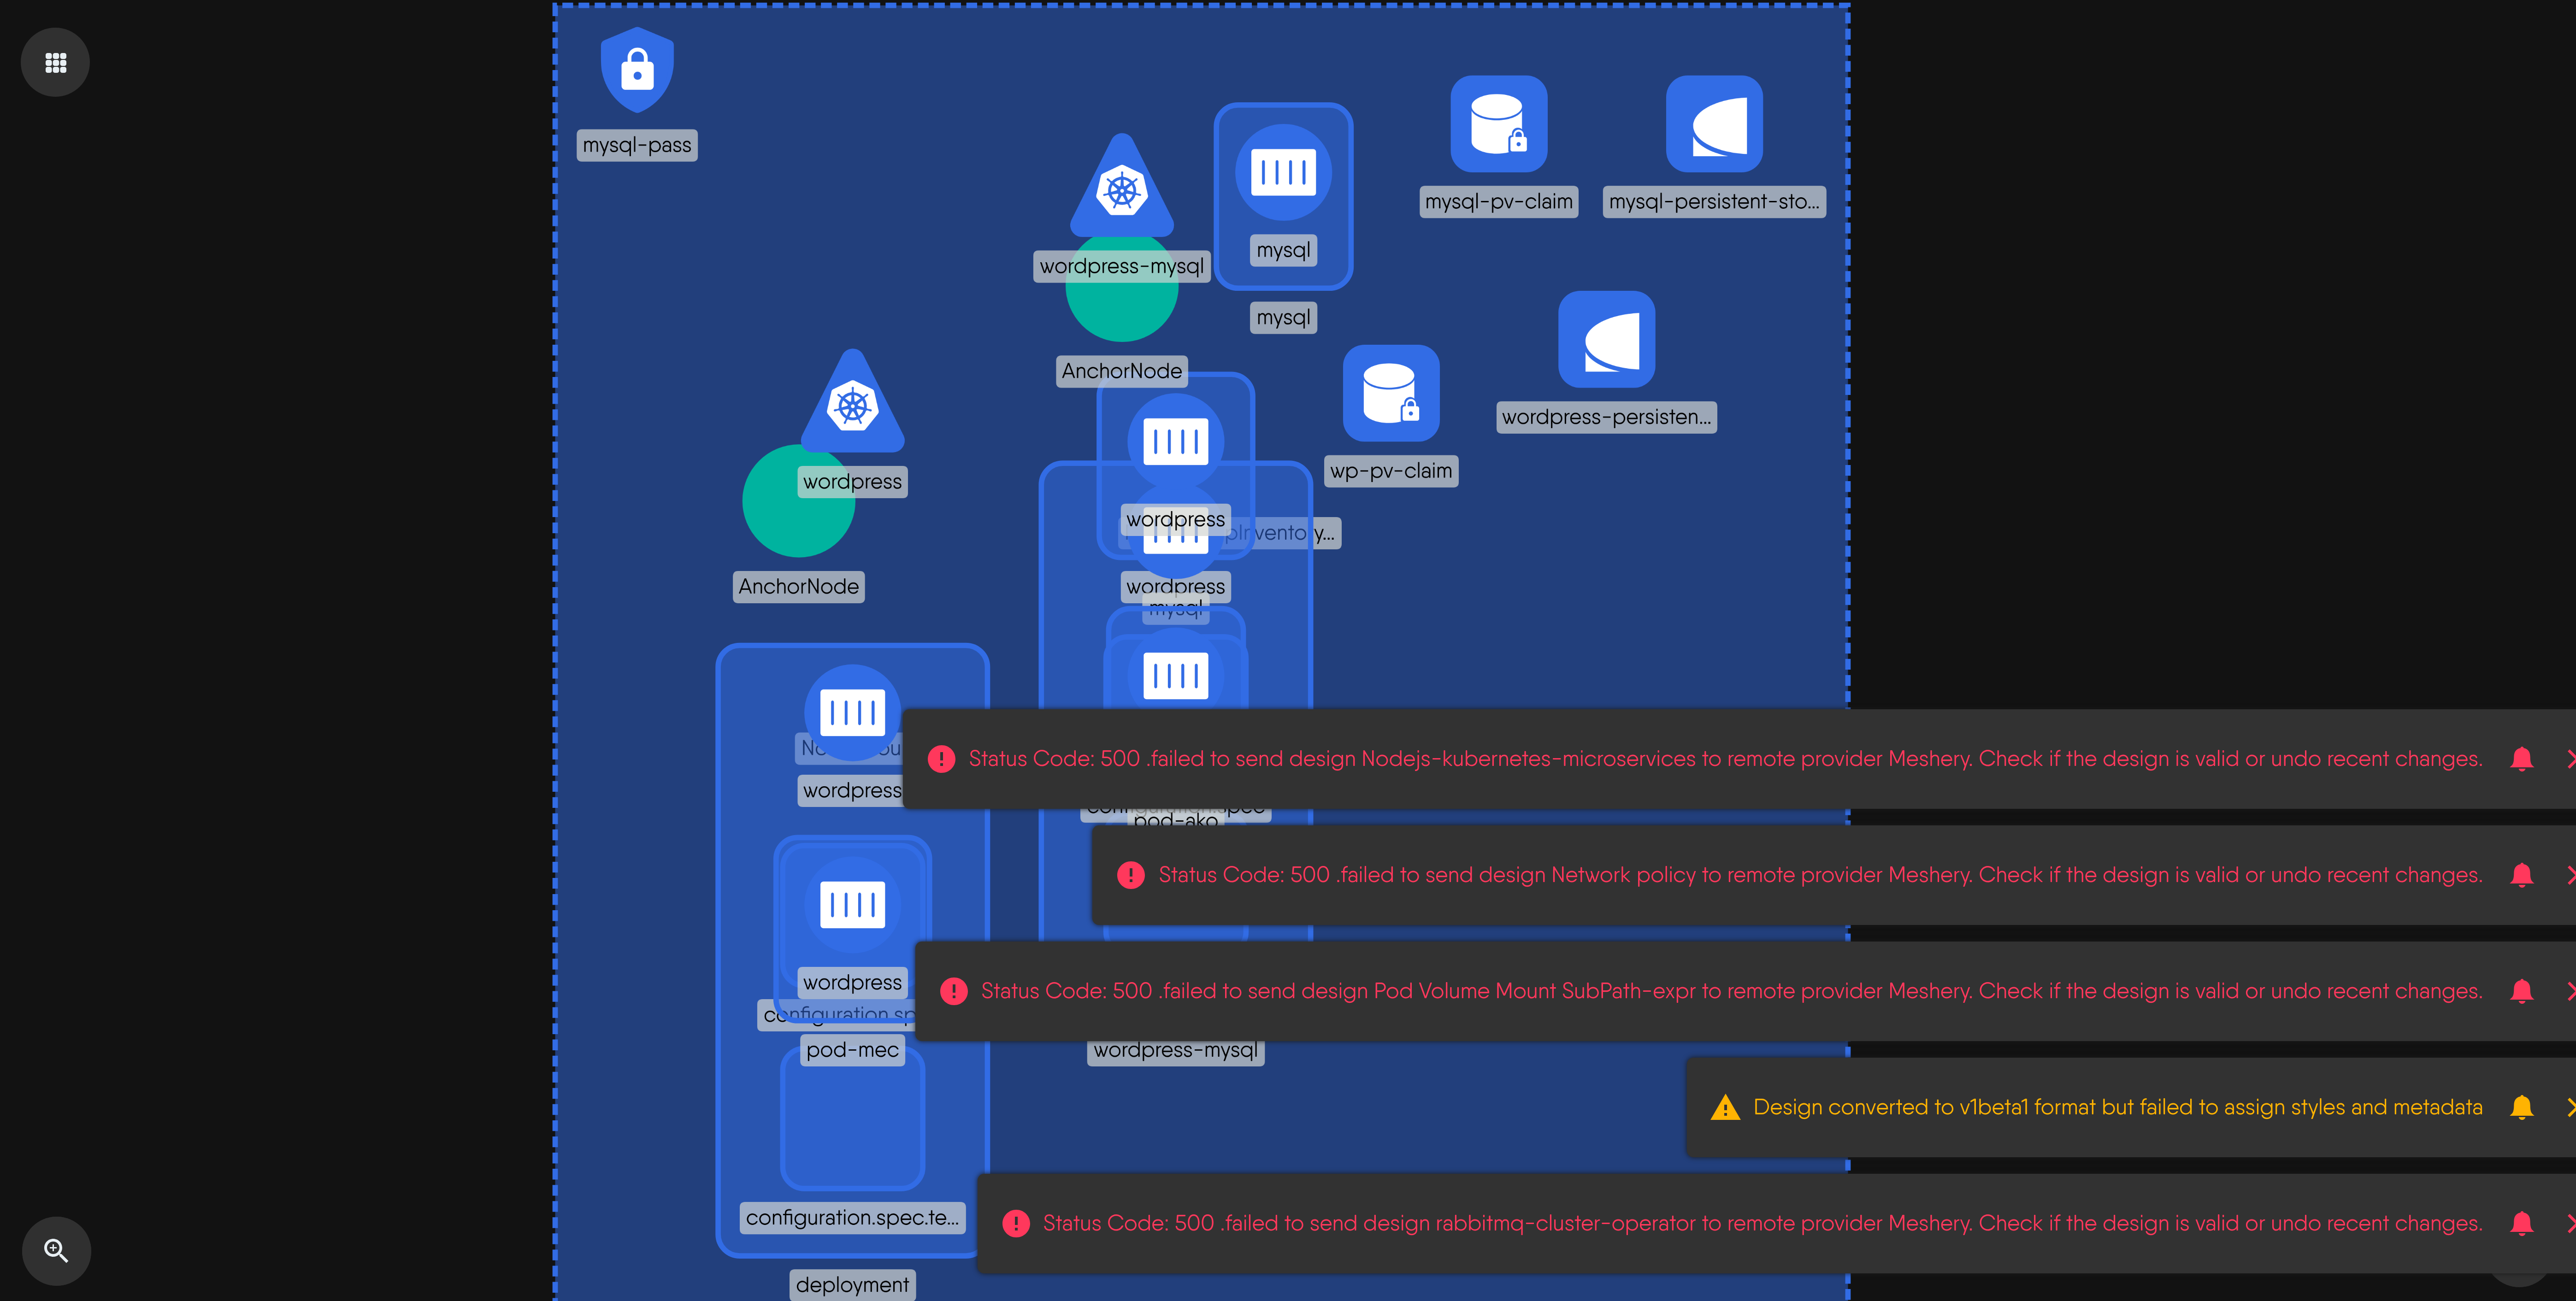 mysql-pass
mysql-pv-claim
mysql-persistent-sto...
mysql
wordpress-mysql
mysql
AnchorNode
wordpress-persisten...
wp-pv-claim
wordpress
wordpress
y...
AnchorNode
wordpress
mysql
wordpress
Status Code: 500 .failed to send design Nodejs-kubernetes-microservices to remote provider Meshery. Check if the design is valid or undo recent changes.
pod-ako
Status Code: 500 .failed to send design Network policy to remote provider Meshery. Check if the design is valid or undo recent changes.
wordpress
Status Code: 500 .failed to send design Pod Volume Mount SubPath-expr to remote provider Meshery. Check if the design is valid or undo recent changes.
configuration.sp
pod-mec
wordpress-mysql
Design converted to v1beta1 format but failed to assign styles and metadata
configuration.spec.te...
Status Code: 500 .failed to send design rabbitmq-cluster-operator to remote provider Meshery. Check if the design is valid or undo recent changes.
deployment